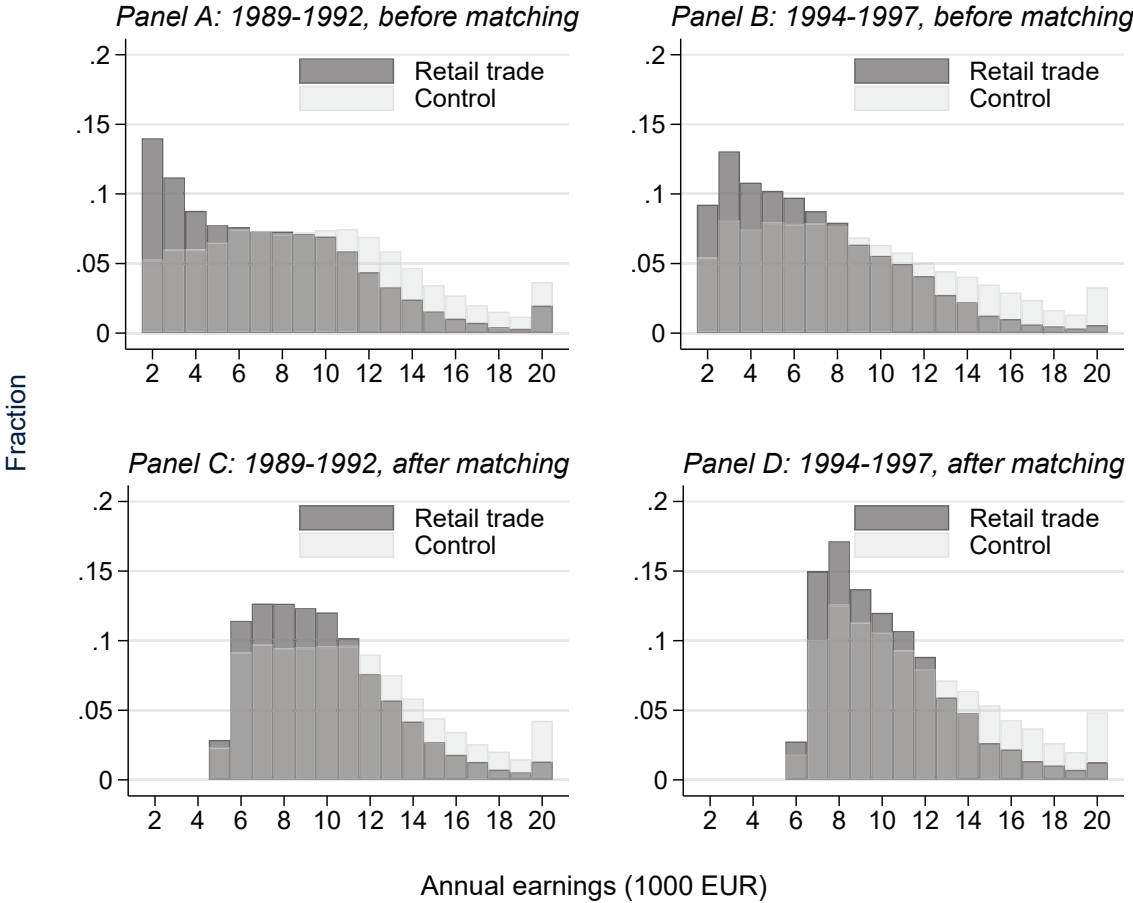 Panel A: 1989-1992, before matching
.2
.15
.1
.05
0
Retail trade
Control
2 4 6 8 10 12 14 16 18 20
Panel B: 1994-1997, before matching
.2
.15
.1
.05
0
Retail trade
Control
2 4 6 8 10 12 14 16 18 20
Fraction
Panel C: 1989-1992, after matching
.2
.15
.1
.05
0
Retail trade
Control
2 4 6 8 10 12 14 16 18 20
Panel D: 1994-1997, after matching
.2
.15
.1
.05
0
Retail trade
Control
2 4 6 8 10 12 14 16 18 20
Annual earnings (1000 EUR)